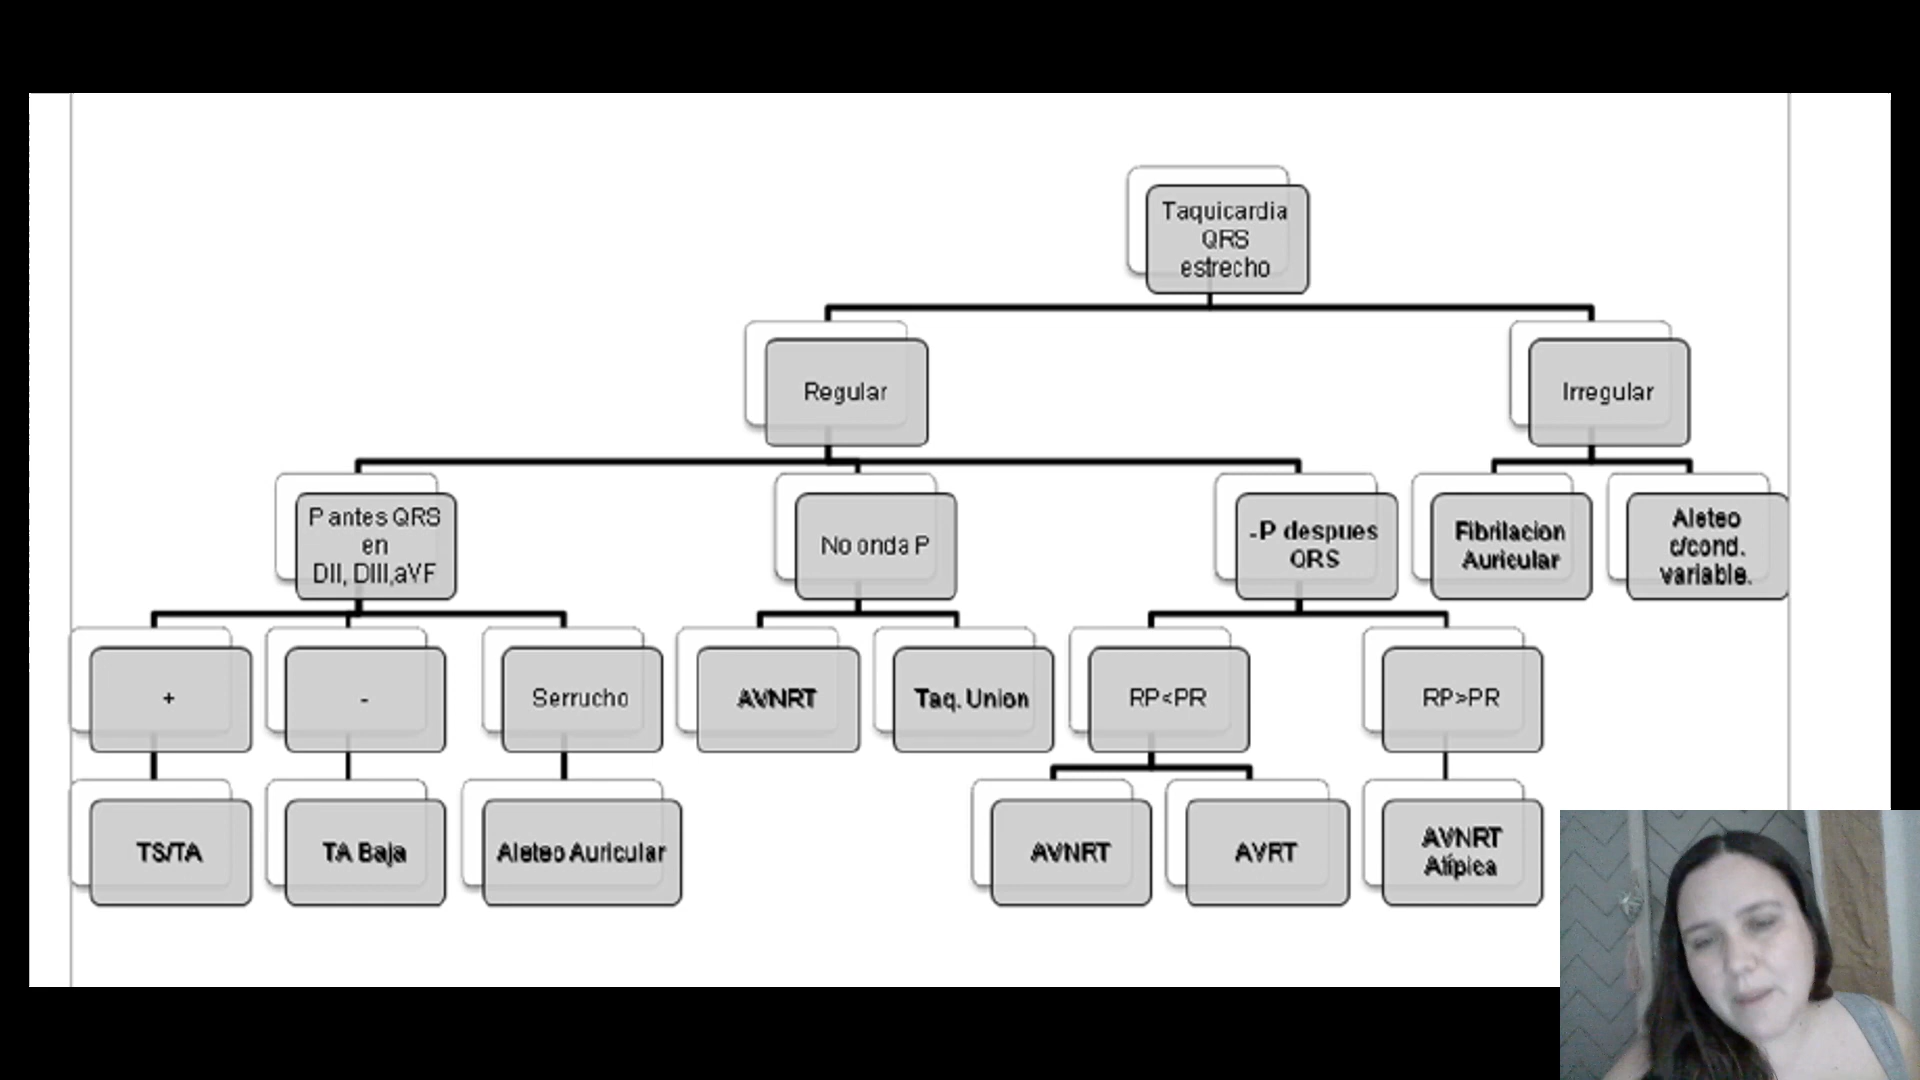 Taquicardia
QRS
estrecho
Regular
Irregular
P antes QRS
en
DII, DIII,aVF
No onda P
-P despues
QRS
Fibrilacion
Auricular
Aleteo
c/cond.
variable.
+
-
Serrucho
AVNRT
Taq. Union
RP<PR
RP>PR
TS/TA
TA Baja
Aleteo Auricular
AVNRT
AVRT
AVNRT
Atípica